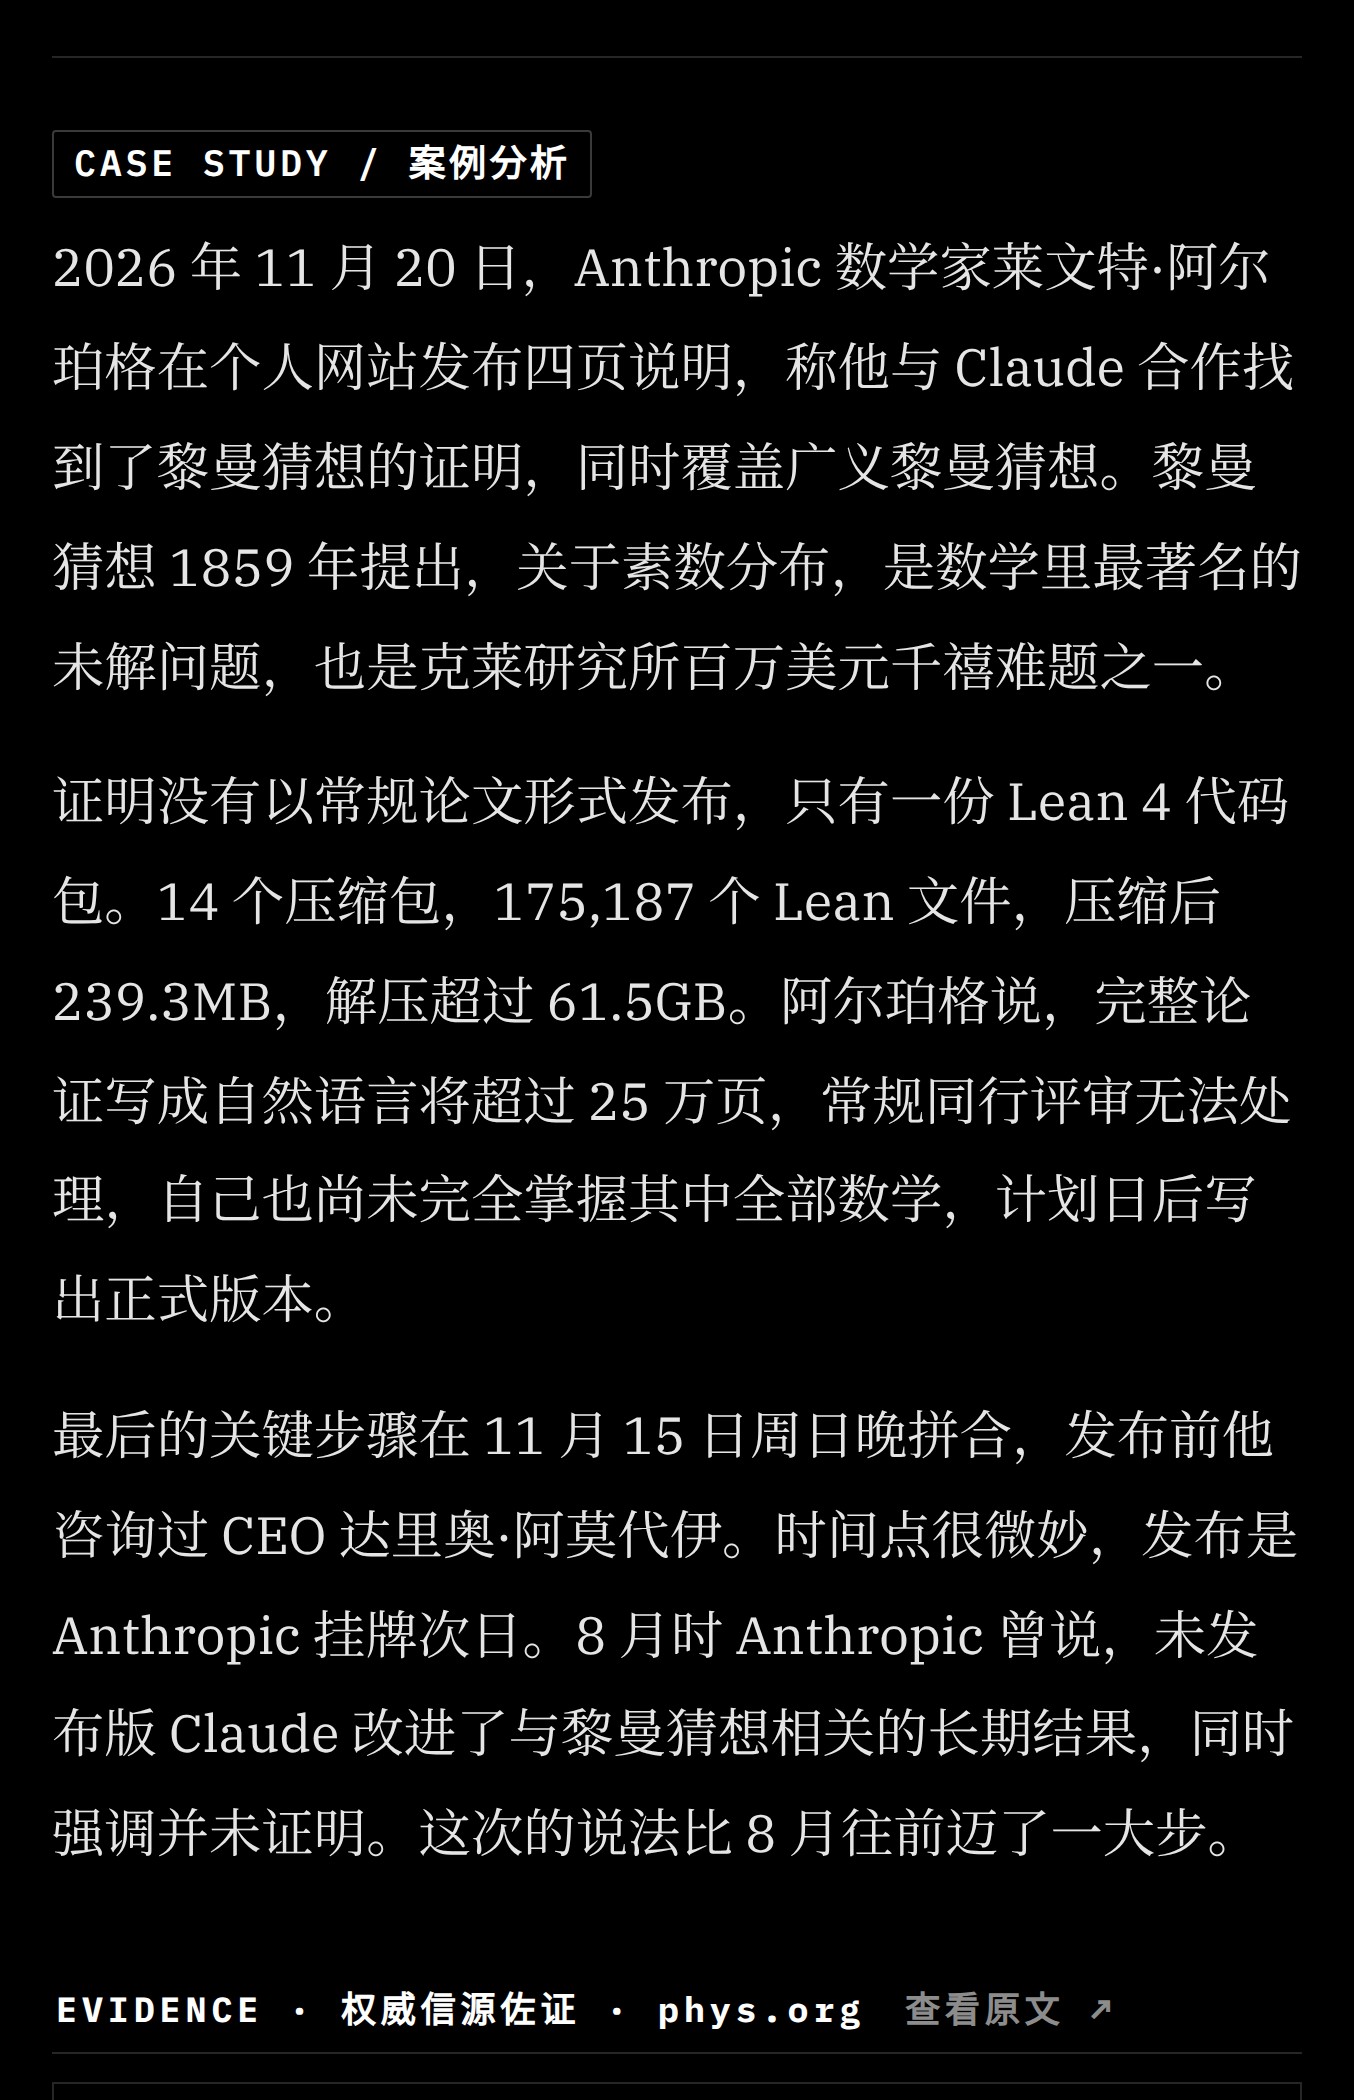 CASE STUDY / 案例分析
2026 年 11 月 20 日，Anthropic 数学家莱文特·阿尔
珀格在个人网站发布四页说明，称他与 Claude 合作找
到了黎曼猜想的证明，同时覆盖广义黎曼猜想。黎曼
猜想 1859 年提出，关于素数分布，是数学里最著名的
未解问题，也是克莱研究所百万美元千禧难题之一。
证明没有以常规论文形式发布，只有一份 Lean 4 代码
包。14 个压缩包，175,187 个 Lean 文件，压缩后
239.3MB，解压超过 61.5GB。阿尔珀格说，完整论
证写成自然语言将超过 25 万页，常规同行评审无法处
理，自己也尚未完全掌握其中全部数学，计划日后写
出正式版本。
最后的关键步骤在 11 月 15 日周日晚拼合，发布前他
咨询过 CEO 达里奥·阿莫代伊。时间点很微妙，发布是
Anthropic 挂牌次日。8 月时 Anthropic 曾说，未发
布版 Claude 改进了与黎曼猜想相关的长期结果，同时
强调并未证明。这次的说法比 8 月往前迈了一大步。
EVIDENCE · 权威信源佐证 · phys.org 查看原文 ↗